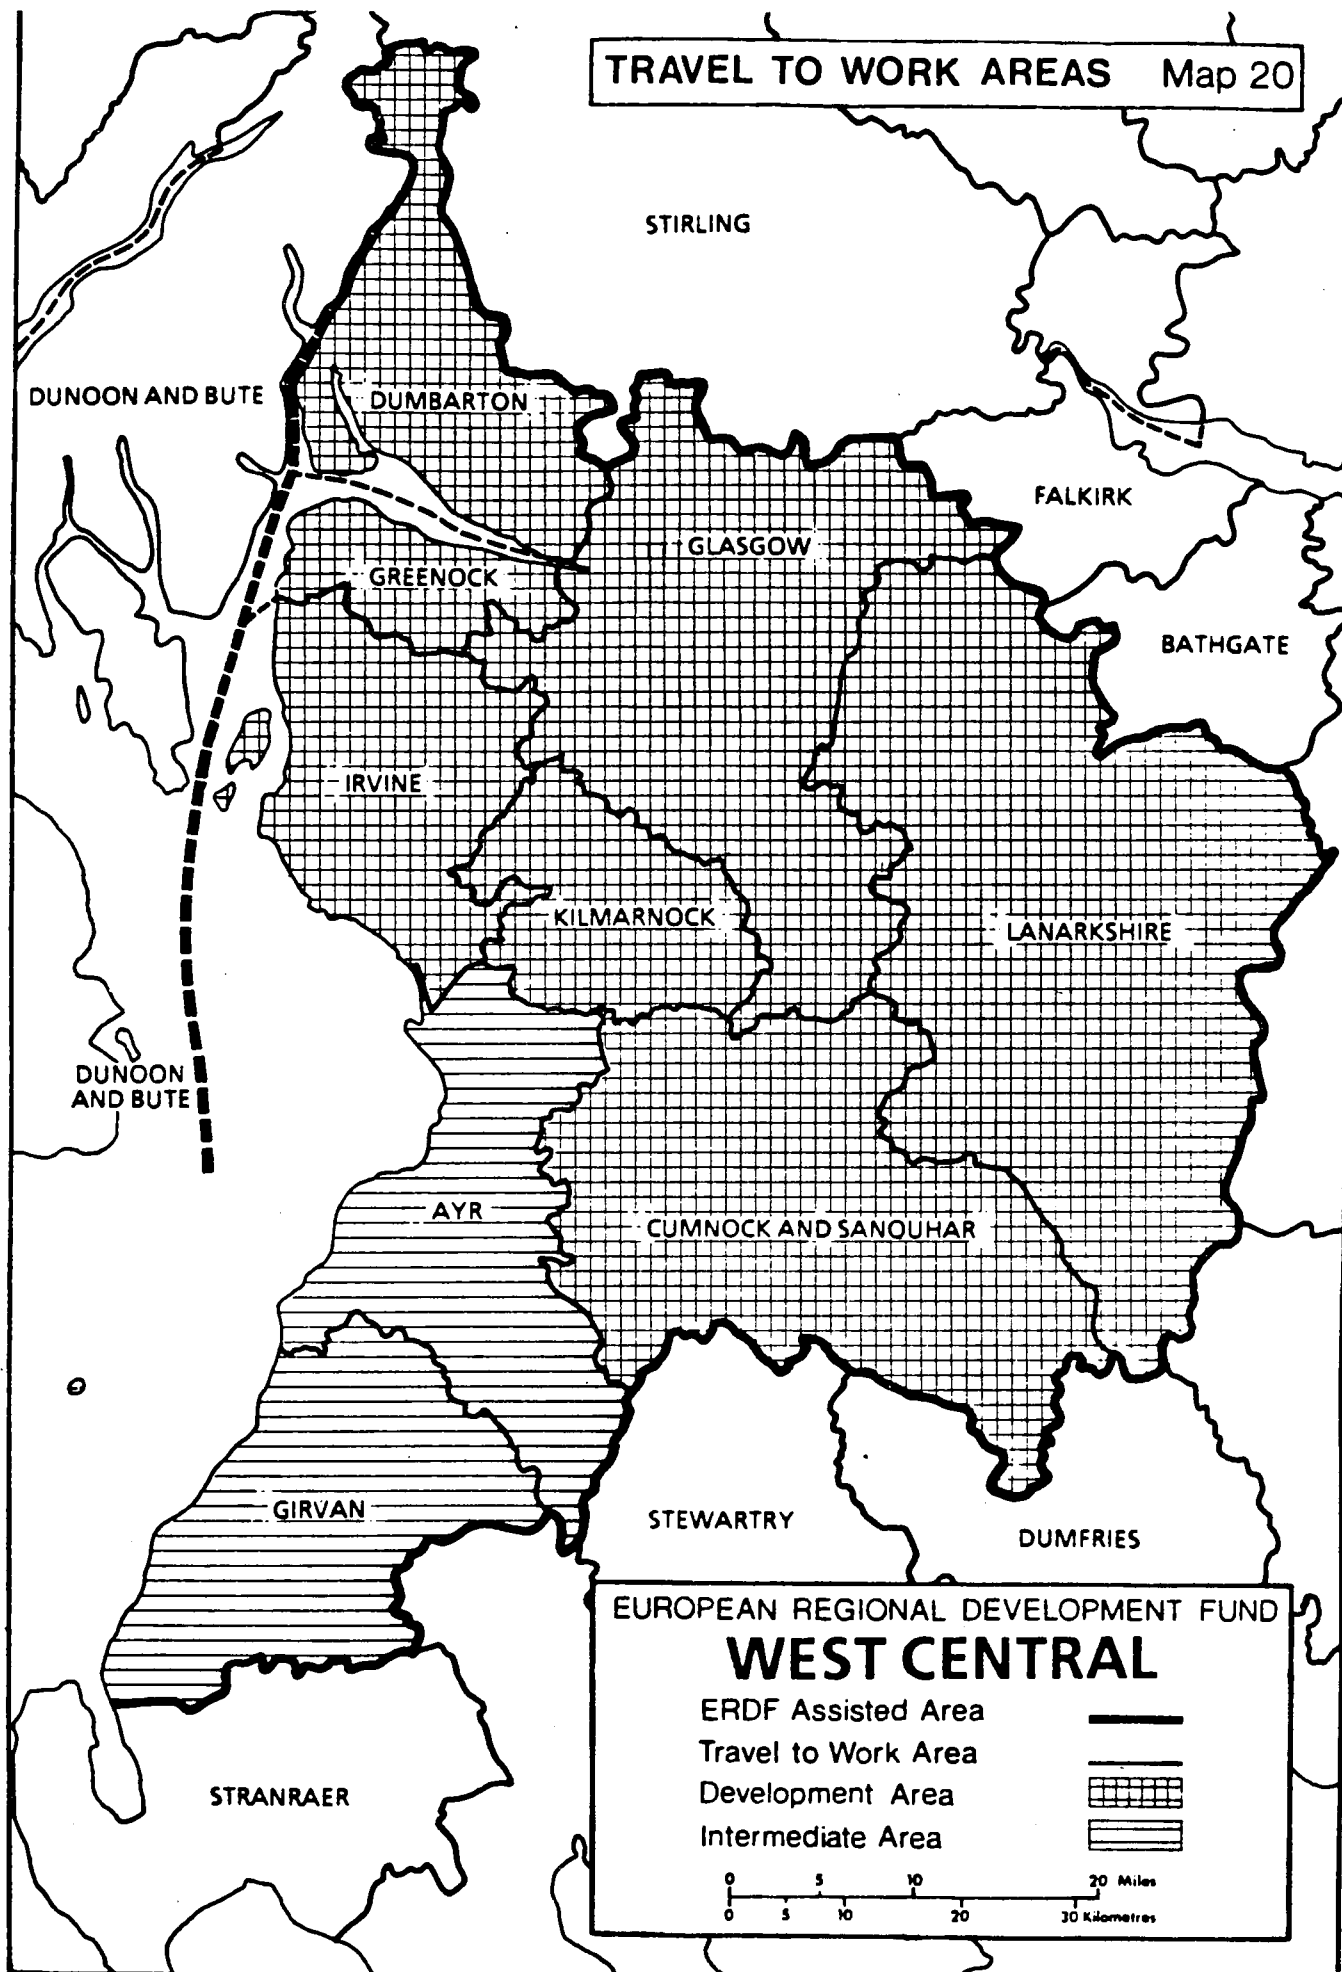 TRAVEL TO WORK AREAS Map 20
STIRLING
DUNOON AND BUTE
DUMBARTON
FALKIRK
GLASGOW
GREENOCK
BATHGATE
IRVINE
KILMARNOCK
LANARKSHIRE
DUNOON
AND BUTE
AYR
CUMNOCK AND SANQUHAR
GIRVAN
STEWARTRY
DUMFRIES
STRANRAER
EUROPEAN REGIONAL DEVELOPMENT FUND
WEST CENTRAL
ERDF Assisted Area
Travel to Work Area
Development Area
Intermediate Area
0 5 10 20 Miles
0 5 10 20 30 Kilometres